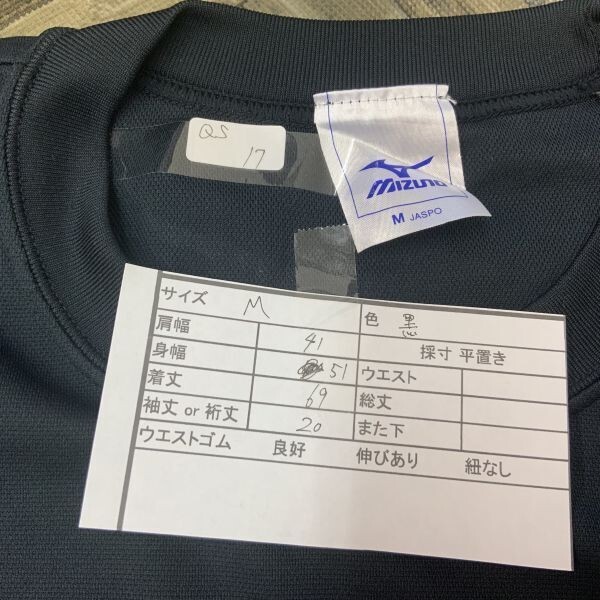 QS
17
MIZUNO
M JASPO
サイズ M 色 黒
肩幅 41 採寸 平置き
身幅 51 ウエスト
着丈 69 総丈
袖丈 or 裄丈 20 また下
ウエストゴム 良好 伸びあり 紐なし